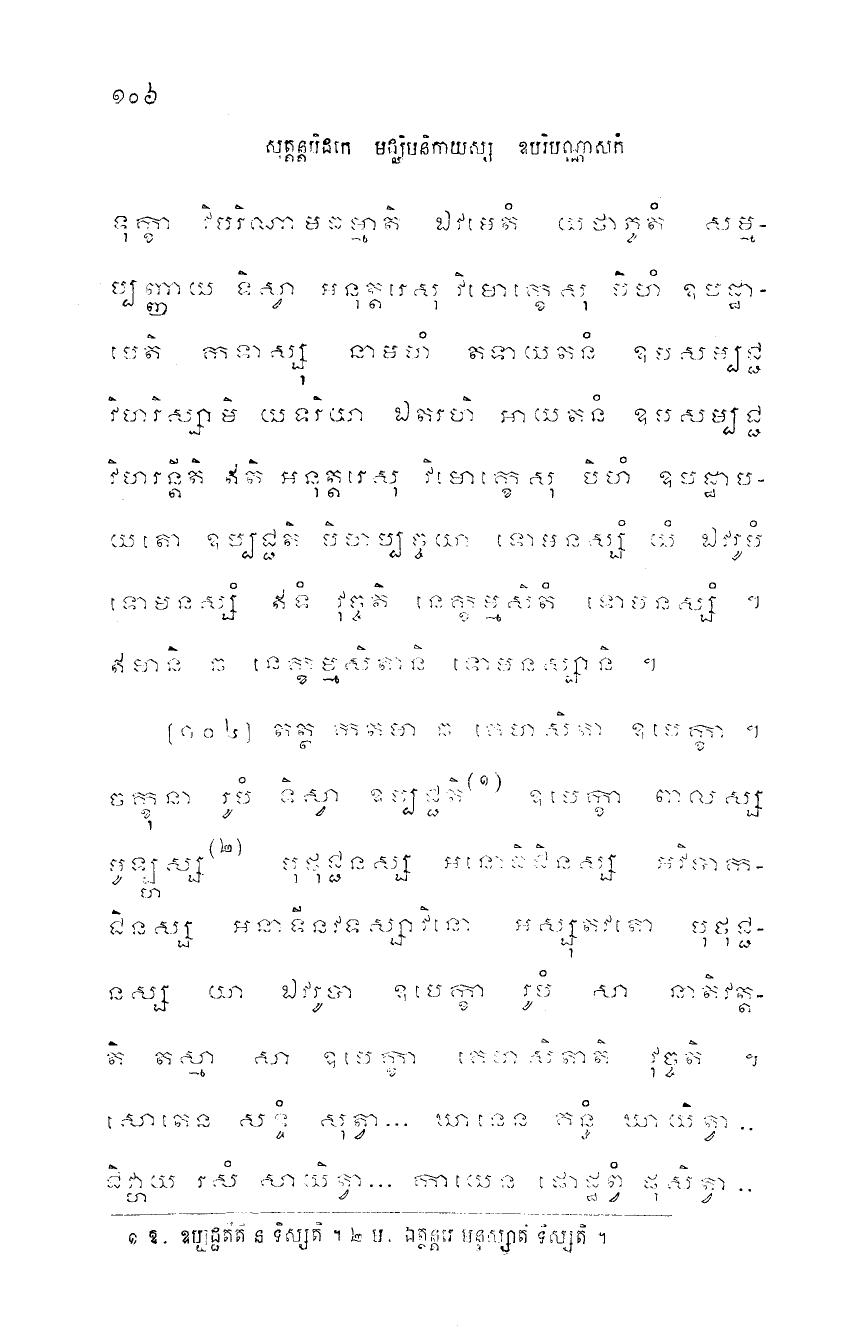 ១០៦
សុត្តន្តបិដកេ មជ្ឈិមនិកាយស្ស ឧបរិបណ្ណាសកំ
ទុក្ខា វិបរិណាមធម្មាតិ ឯវមេតំ យថាភូតំ សម្ម-
ប្បញ្ញាយ ទិស្វា អនុត្តរេសុ វិមោក្ខេសុ បិហំ ឧបដ្ឋា-
បេតិ កទាស្សុ នាមហំ តទាយតនំ ឧបសម្បជ្ជ
វិហរិស្សាមិ យទរិយា ឯតរហិ អាយតនំ ឧបសម្បជ្ជ
វិហរន្តីតិ ឥតិ អនុត្តរេសុ វិមោក្ខេសុ បិហំ ឧបដ្ឋាប-
យតោ ឧប្បជ្ជតិ បិហាប្បច្ចយា ទោមនស្សំ យំ ឯវរូបំ
ទោមនស្សំ ឥទំ វុច្ចតិ នេក្ខម្មសិតំ ទោមនស្សំ ។
ឥមានិ ឆ នេក្ខម្មសិតានិ ទោមនស្សានិ ។
[១០៤] តត្ថ កតមា ឆ គេហសិតា ឧបេក្ខា ។
ចក្ខុនា រូបំ ទិស្វា ឧប្បជ្ជតិ(១) ឧបេក្ខា ពាលស្ស
មូឡ្ហស្ស(២) បុថុជ្ជនស្ស អនោធិជិនស្ស អវិបាក-
ជិនស្ស អនាទីនវទស្សាវិនោ អស្សុតវតោ បុថុជ្ជ-
នស្ស យា ឯវរូបា ឧបេក្ខា រូបំ សា នាតិវត្ត-
តិ តស្មា សា ឧបេក្ខា គេហសិតាតិ វុច្ចតិ ។
សោតេន សទ្ទំ សុត្វា... ឃានេន គន្ធំ ឃាយិត្វា..
ជិវ្ហាយ រសំ សាយិត្វា... កាយេន ផោដ្ឋព្វំ ផុសិត្វា..
១ ឱ. ឧប្បជ្ជតីតិ ន ទិស្សតិ ។ ២ ម. ឯត្ថន្តរេ មនុស្សាតិ ទិស្សតិ ។